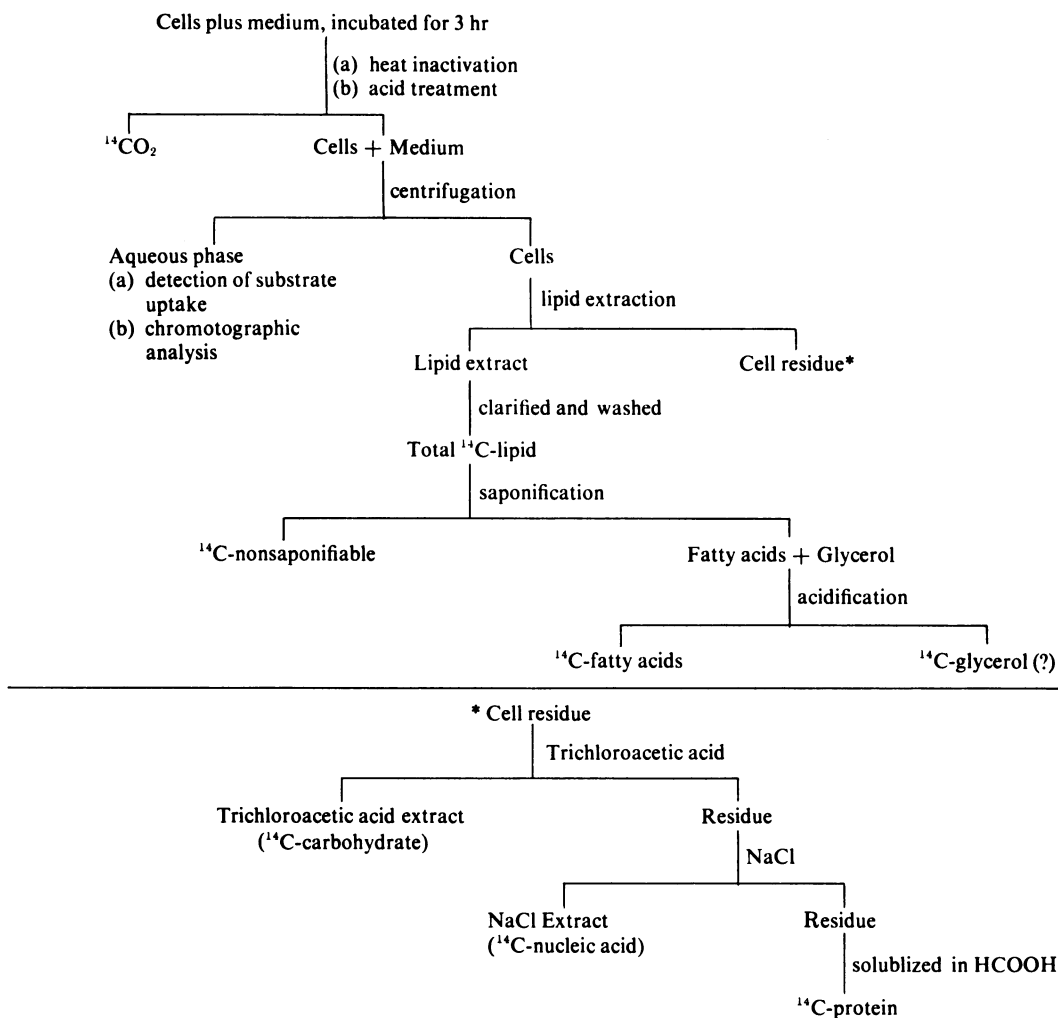 Cells plus medium, incubated for 3 hr
(a) heat inactivation
(b) acid treatment
¹⁴CO₂
Cells + Medium
centrifugation
Aqueous phase
(a) detection of substrate
uptake
(b) chromotographic
analysis
Cells
lipid extraction
Lipid extract
Cell residue*
clarified and washed
Total ¹⁴C-lipid
saponification
¹⁴C-nonsaponifiable
Fatty acids + Glycerol
acidification
¹⁴C-fatty acids
¹⁴C-glycerol (?)
* Cell residue
Trichloroacetic acid
Trichloroacetic acid extract
(¹⁴C-carbohydrate)
Residue
NaCl
NaCl Extract
(¹⁴C-nucleic acid)
Residue
solublized in HCOOH
¹⁴C-protein